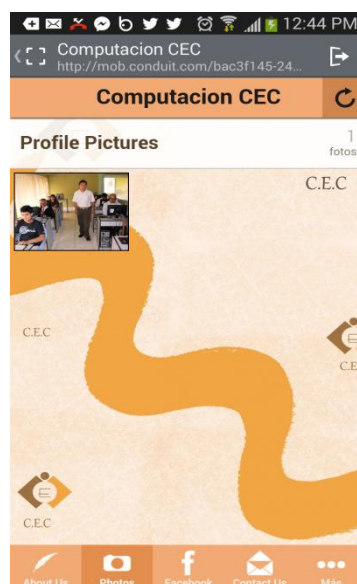 12:44 PM
Computacion CEC
http://mob.conduit.com/bac3f145-24...
Computacion CEC
Profile Pictures
1
fotos
C.E.C
C.E.C
C.E
C.E.C
About Us
Photos
Facebook
Contact Us
Más